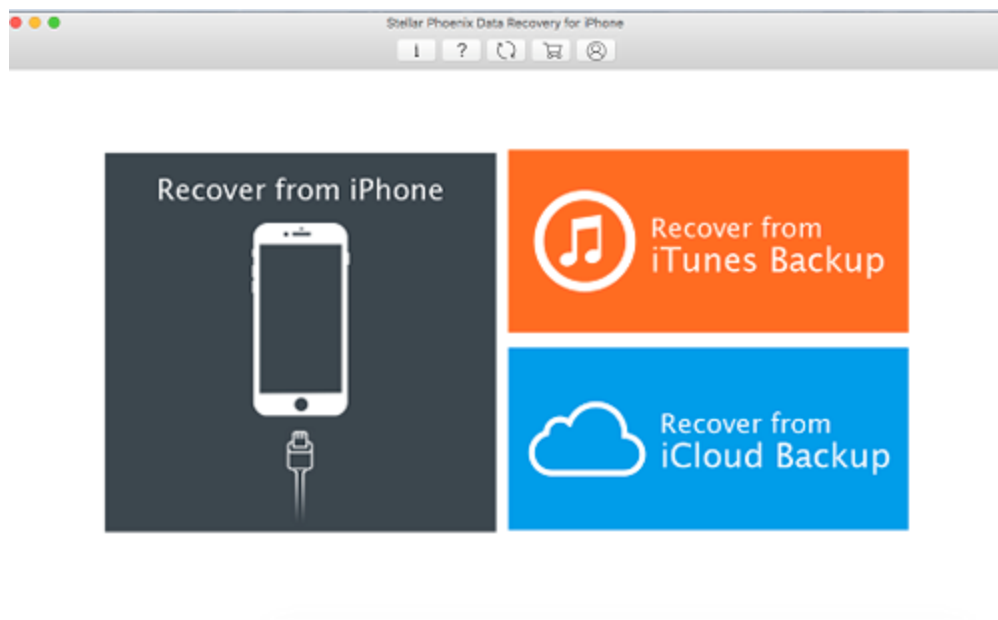 Stellar Phoenix Data Recovery for iPhone
i ?
Recover from iPhone
Recover from
iTunes Backup
Recover from
iCloud Backup